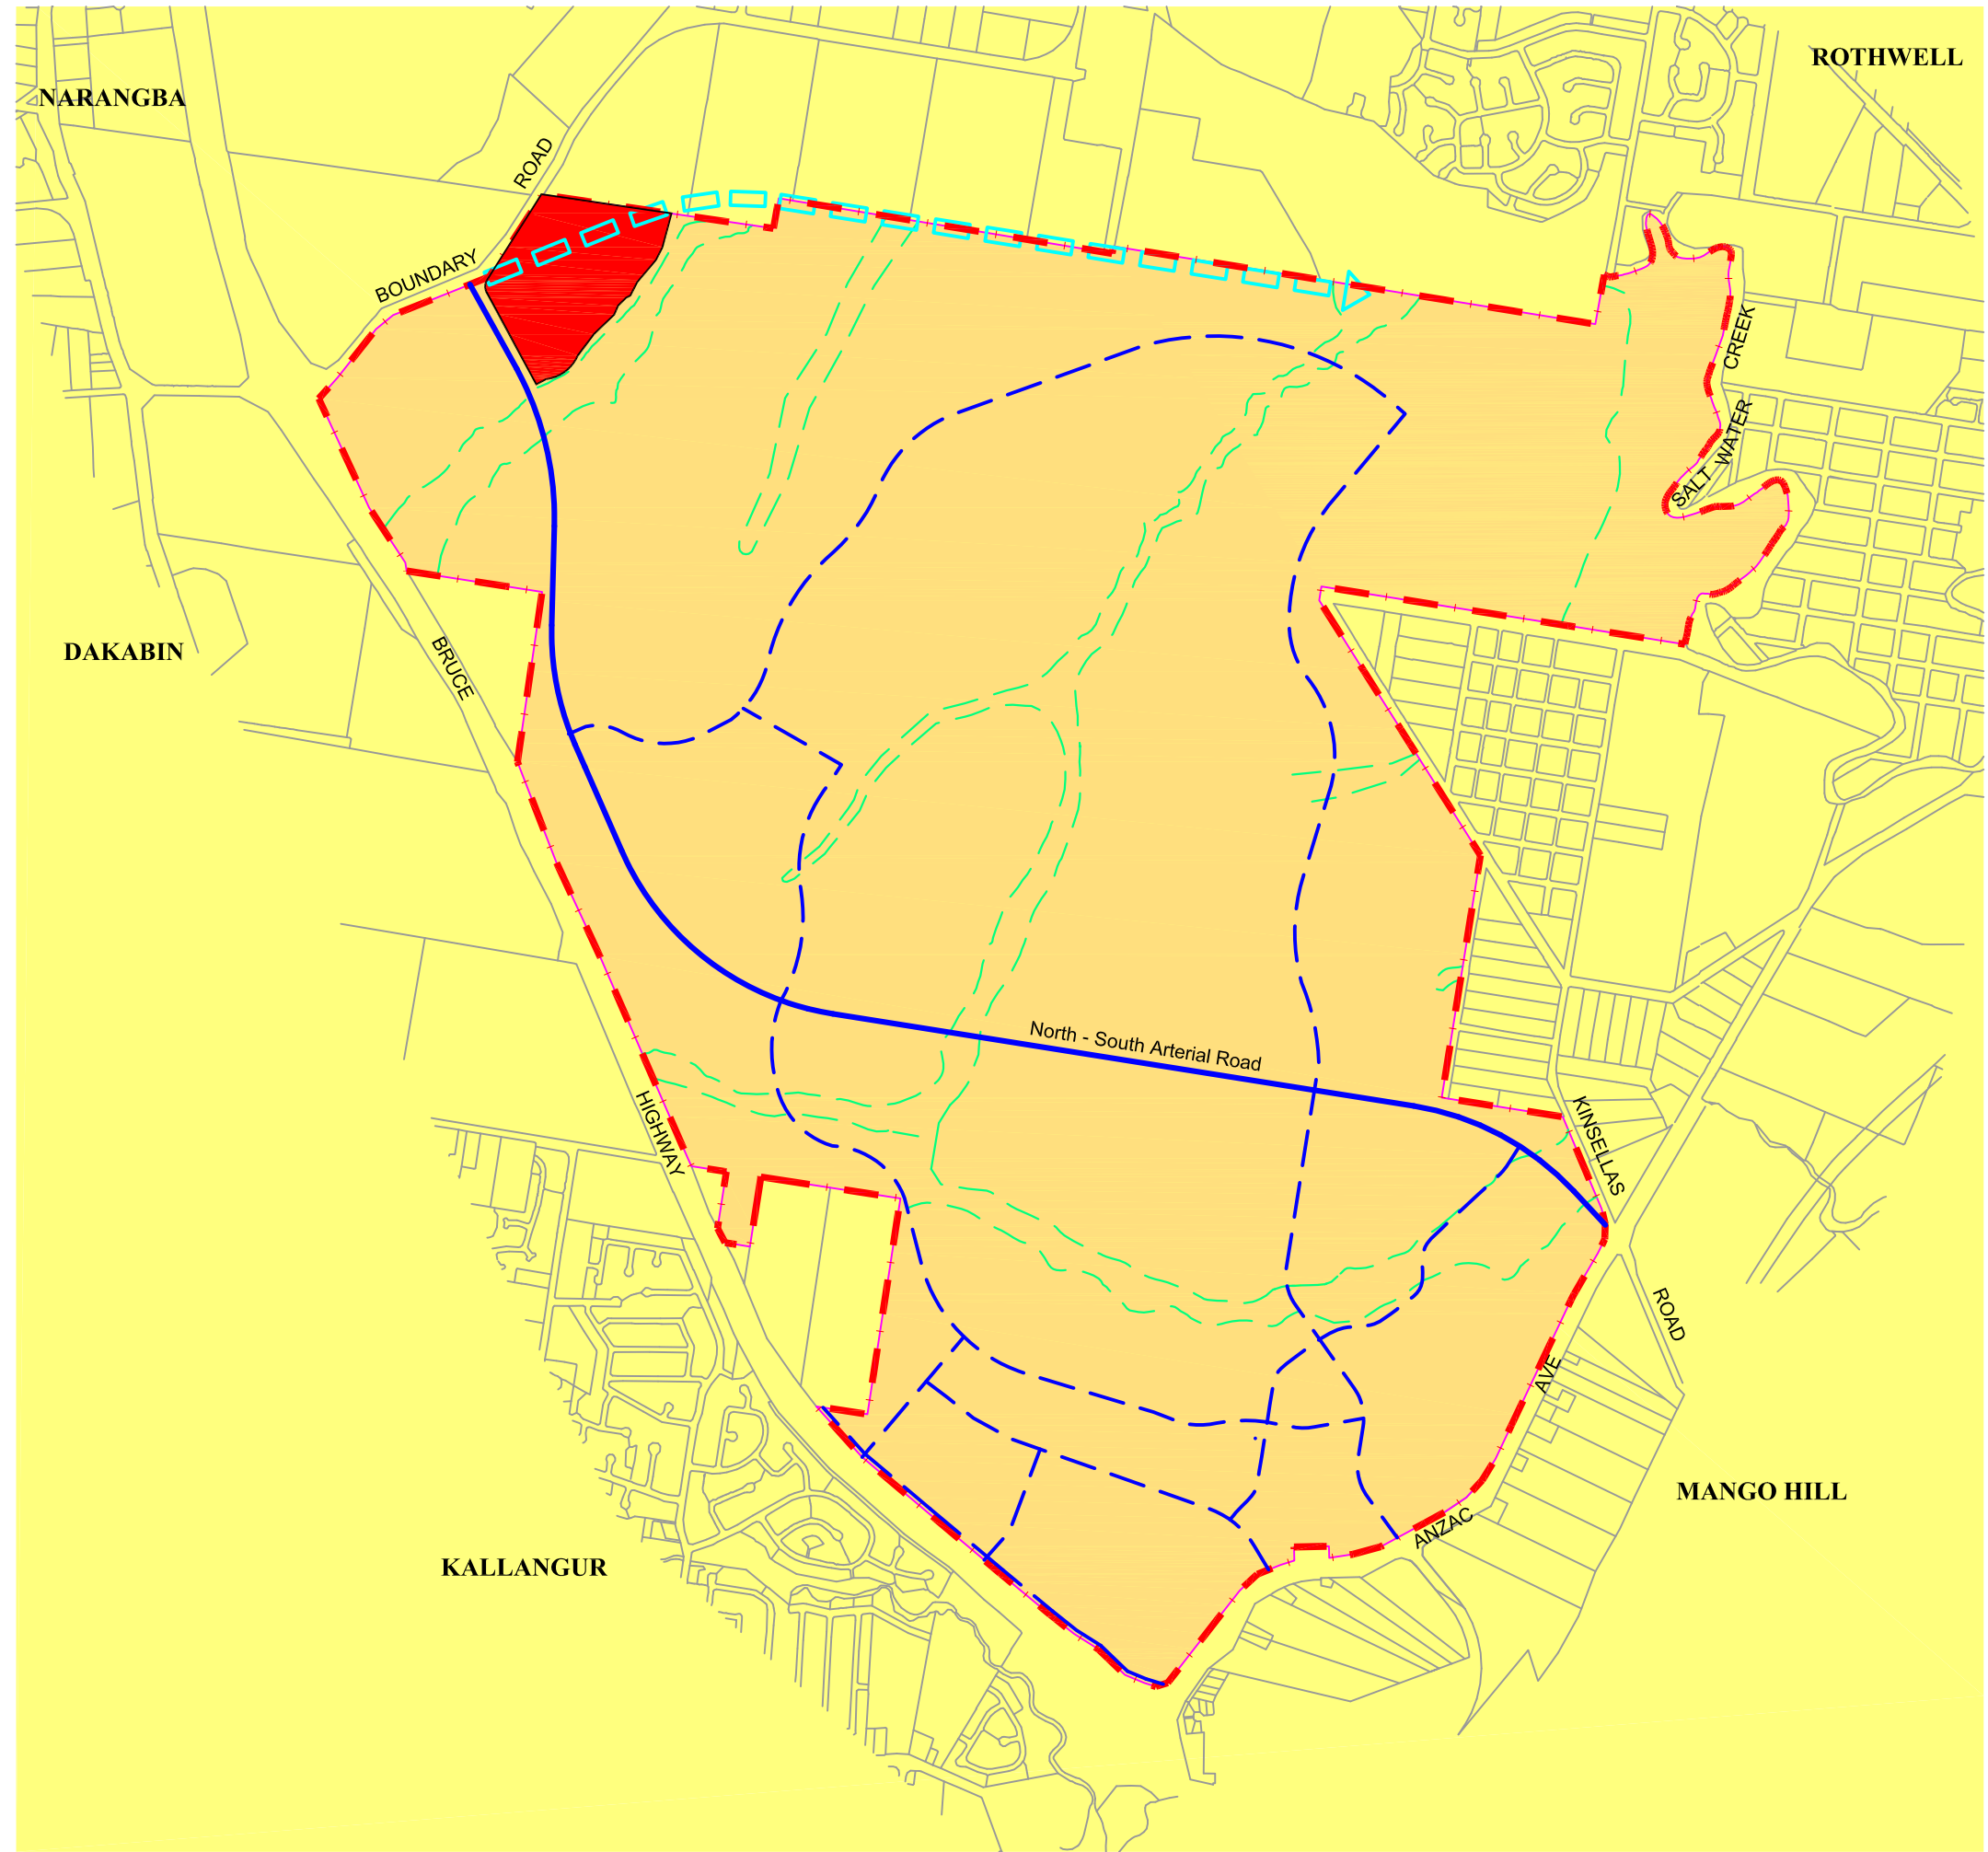 ROTHWELL
NARANGBA
ROAD
BOUNDARY
CREEK
SALT WATER
DAKABIN
BRUCE
North - South Arterial Road
HIGHWAY
KINSELLAS
ROAD
AVE
MANGO HILL
ANZAC
KALLANGUR